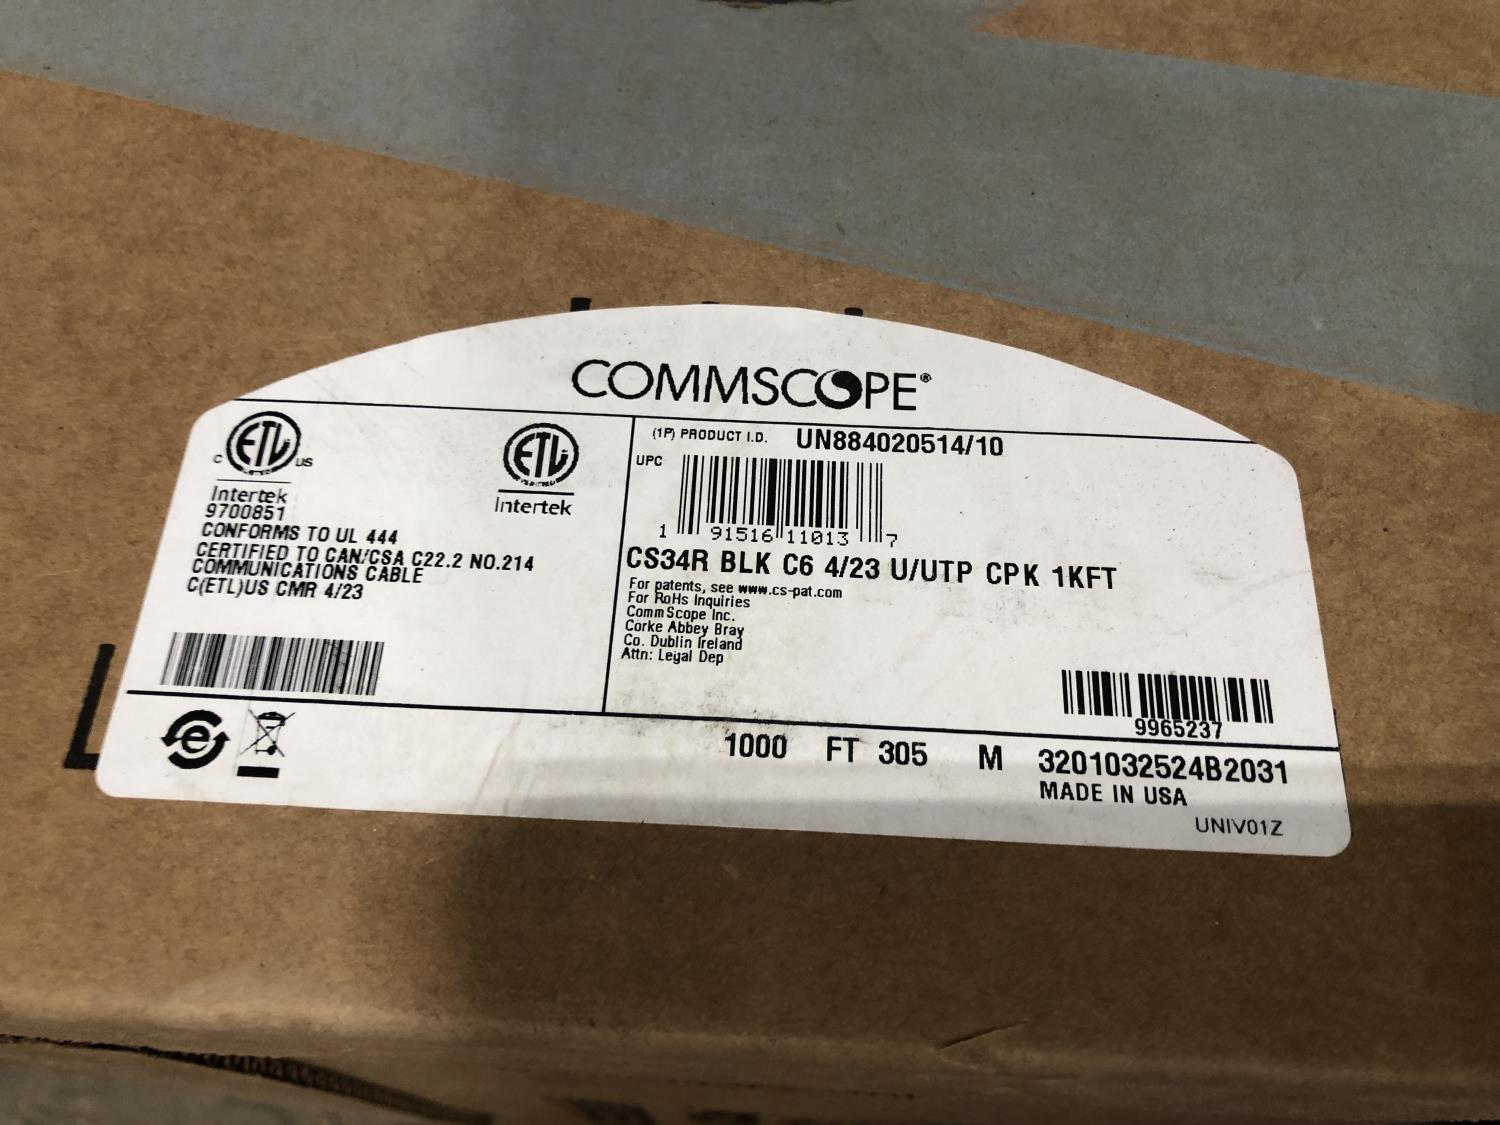 COMMSCOPE®
C ETL US
Intertek
9700851
CONFORMS TO UL 444
CERTIFIED TO CAN/CSA C22.2 NO.214
COMMUNICATIONS CABLE
C(ETL)US CMR 4/23
ETL
Intertek
(1P) PRODUCT I.D. UN884020514/10
UPC
1 91516 11013 7
CS34R BLK C6 4/23 U/UTP CPK 1KFT
For patents, see www.cs-pat.com
For RoHs Inquiries
CommScope Inc.
Corke Abbey Bray
Co. Dublin Ireland
Attn: Legal Dep
9965237
e
1000 FT 305 M 3201032524B2031
MADE IN USA
UNIV01Z